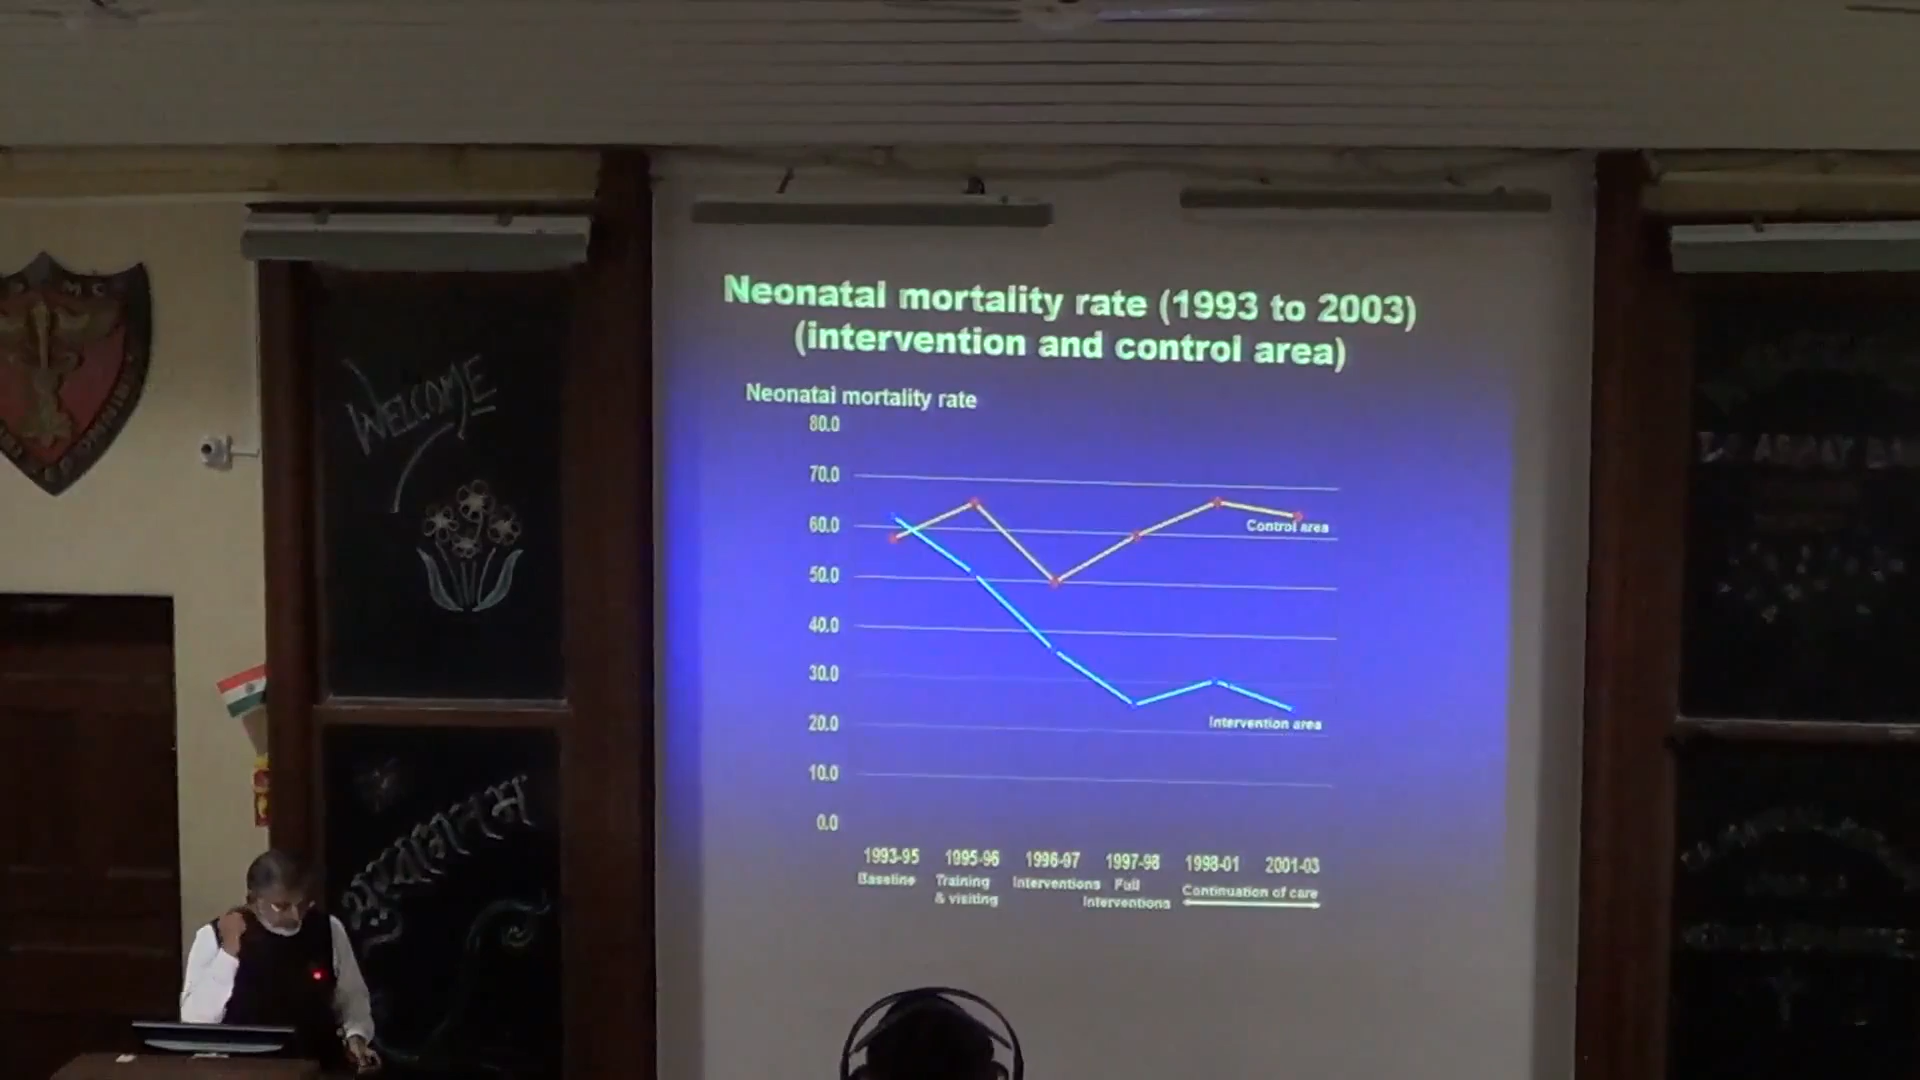 WELCOME
Neonatal mortality rate (1993 to 2003)
(intervention and control area)
Neonatal mortality rate
80.0
70.0
60.0
50.0
40.0
30.0
20.0
10.0
0.0
Control area
Intervention area
1993-95 1995-96 1996-97 1997-98 1998-01 2001-03
Baseline Training Interventions Full Continuation of care
& visiting Interventions